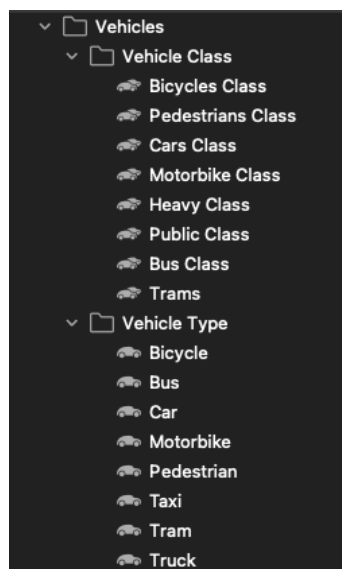 Vehicles
Vehicle Class
Bicycles Class
Pedestrians Class
Cars Class
Motorbike Class
Heavy Class
Public Class
Bus Class
Trams
Vehicle Type
Bicycle
Bus
Car
Motorbike
Pedestrian
Taxi
Tram
Truck